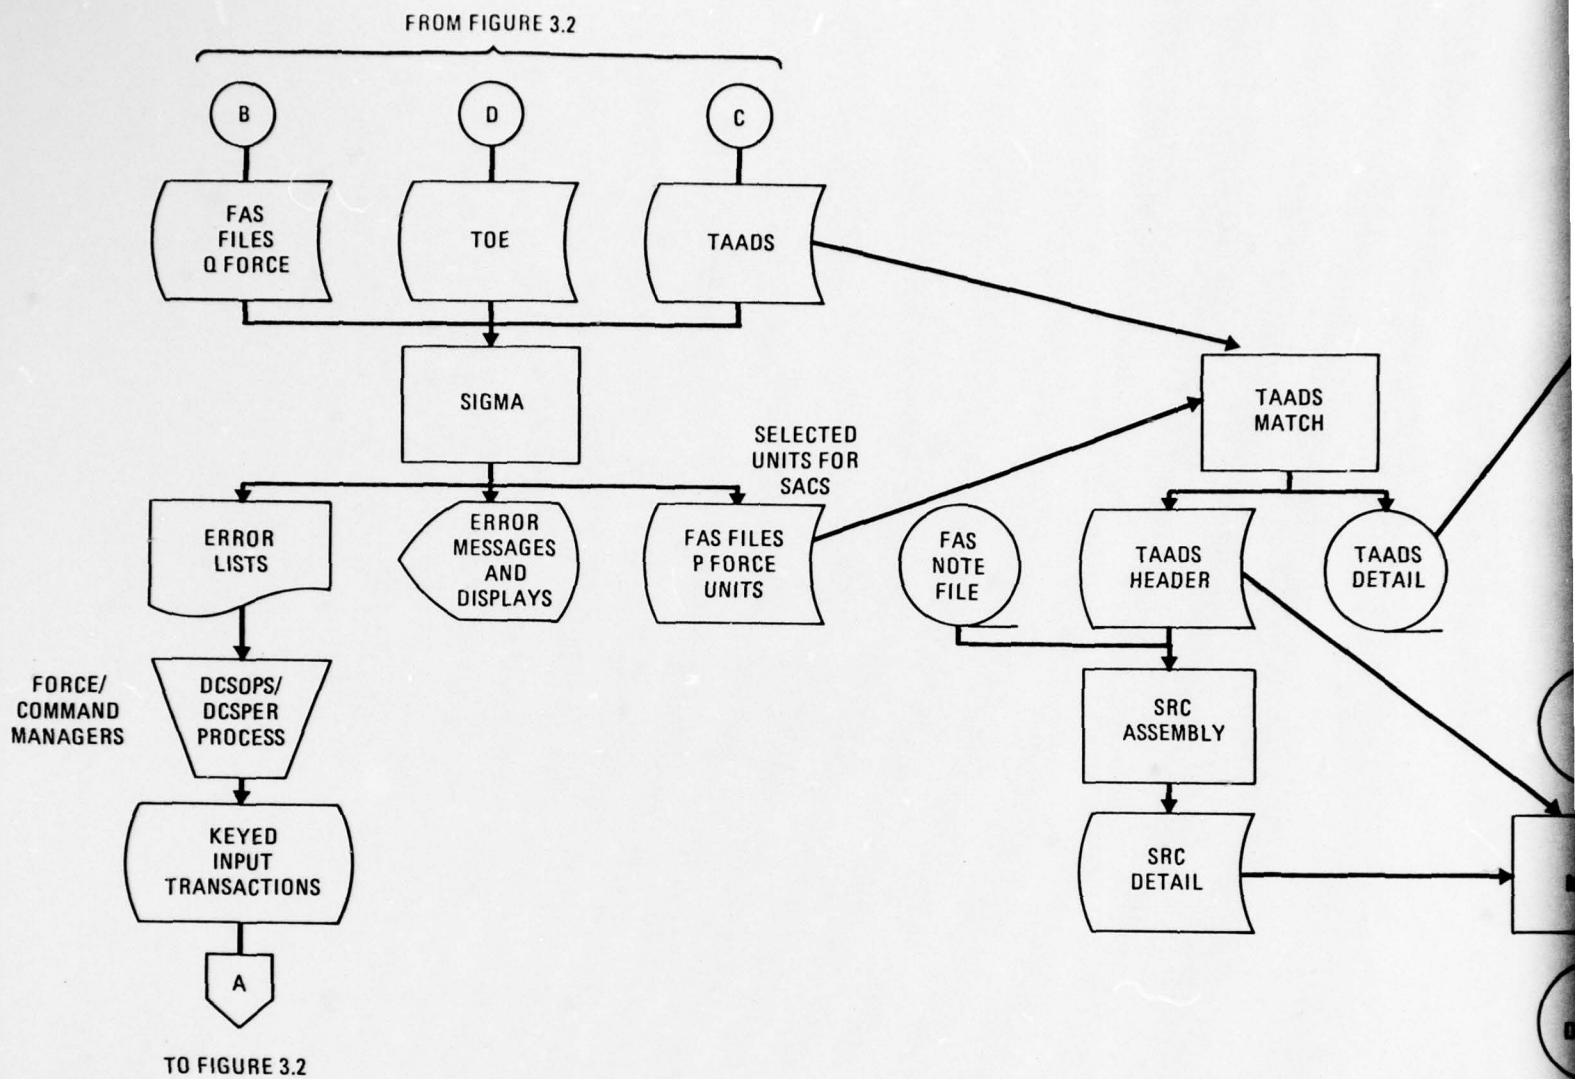 FROM FIGURE 3.2
B
D
C
FAS
FILES
Q FORCE
TOE
TAADS
SIGMA
SELECTED
UNITS FOR
SACS
TAADS
MATCH
ERROR
LISTS
ERROR
MESSAGES
AND
DISPLAYS
FAS FILES
P FORCE
UNITS
FAS
NOTE
FILE
TAADS
HEADER
TAADS
DETAIL
FORCE/
COMMAND
MANAGERS
DCSOPS/
DCSPER
PROCESS
SRC
ASSEMBLY
KEYED
INPUT
TRANSACTIONS
SRC
DETAIL
A
TO FIGURE 3.2